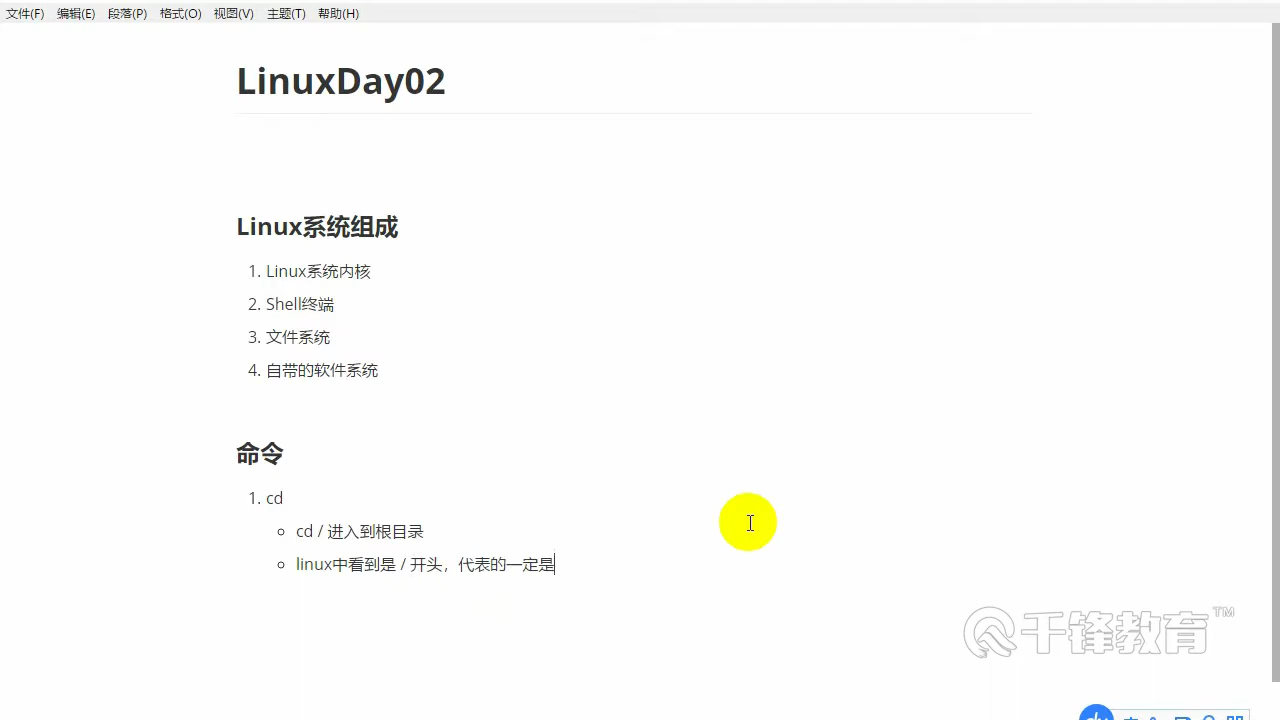 文件(F) 编辑(E) 段落(P) 格式(O) 视图(V) 主题(T) 帮助(H)
LinuxDay02
Linux系统组成
1. Linux系统内核
2. Shell终端
3. 文件系统
4. 自带的软件系统
命令
1. cd
cd / 进入到根目录
linux中看到是 / 开头，代表的一定是
千锋教育™